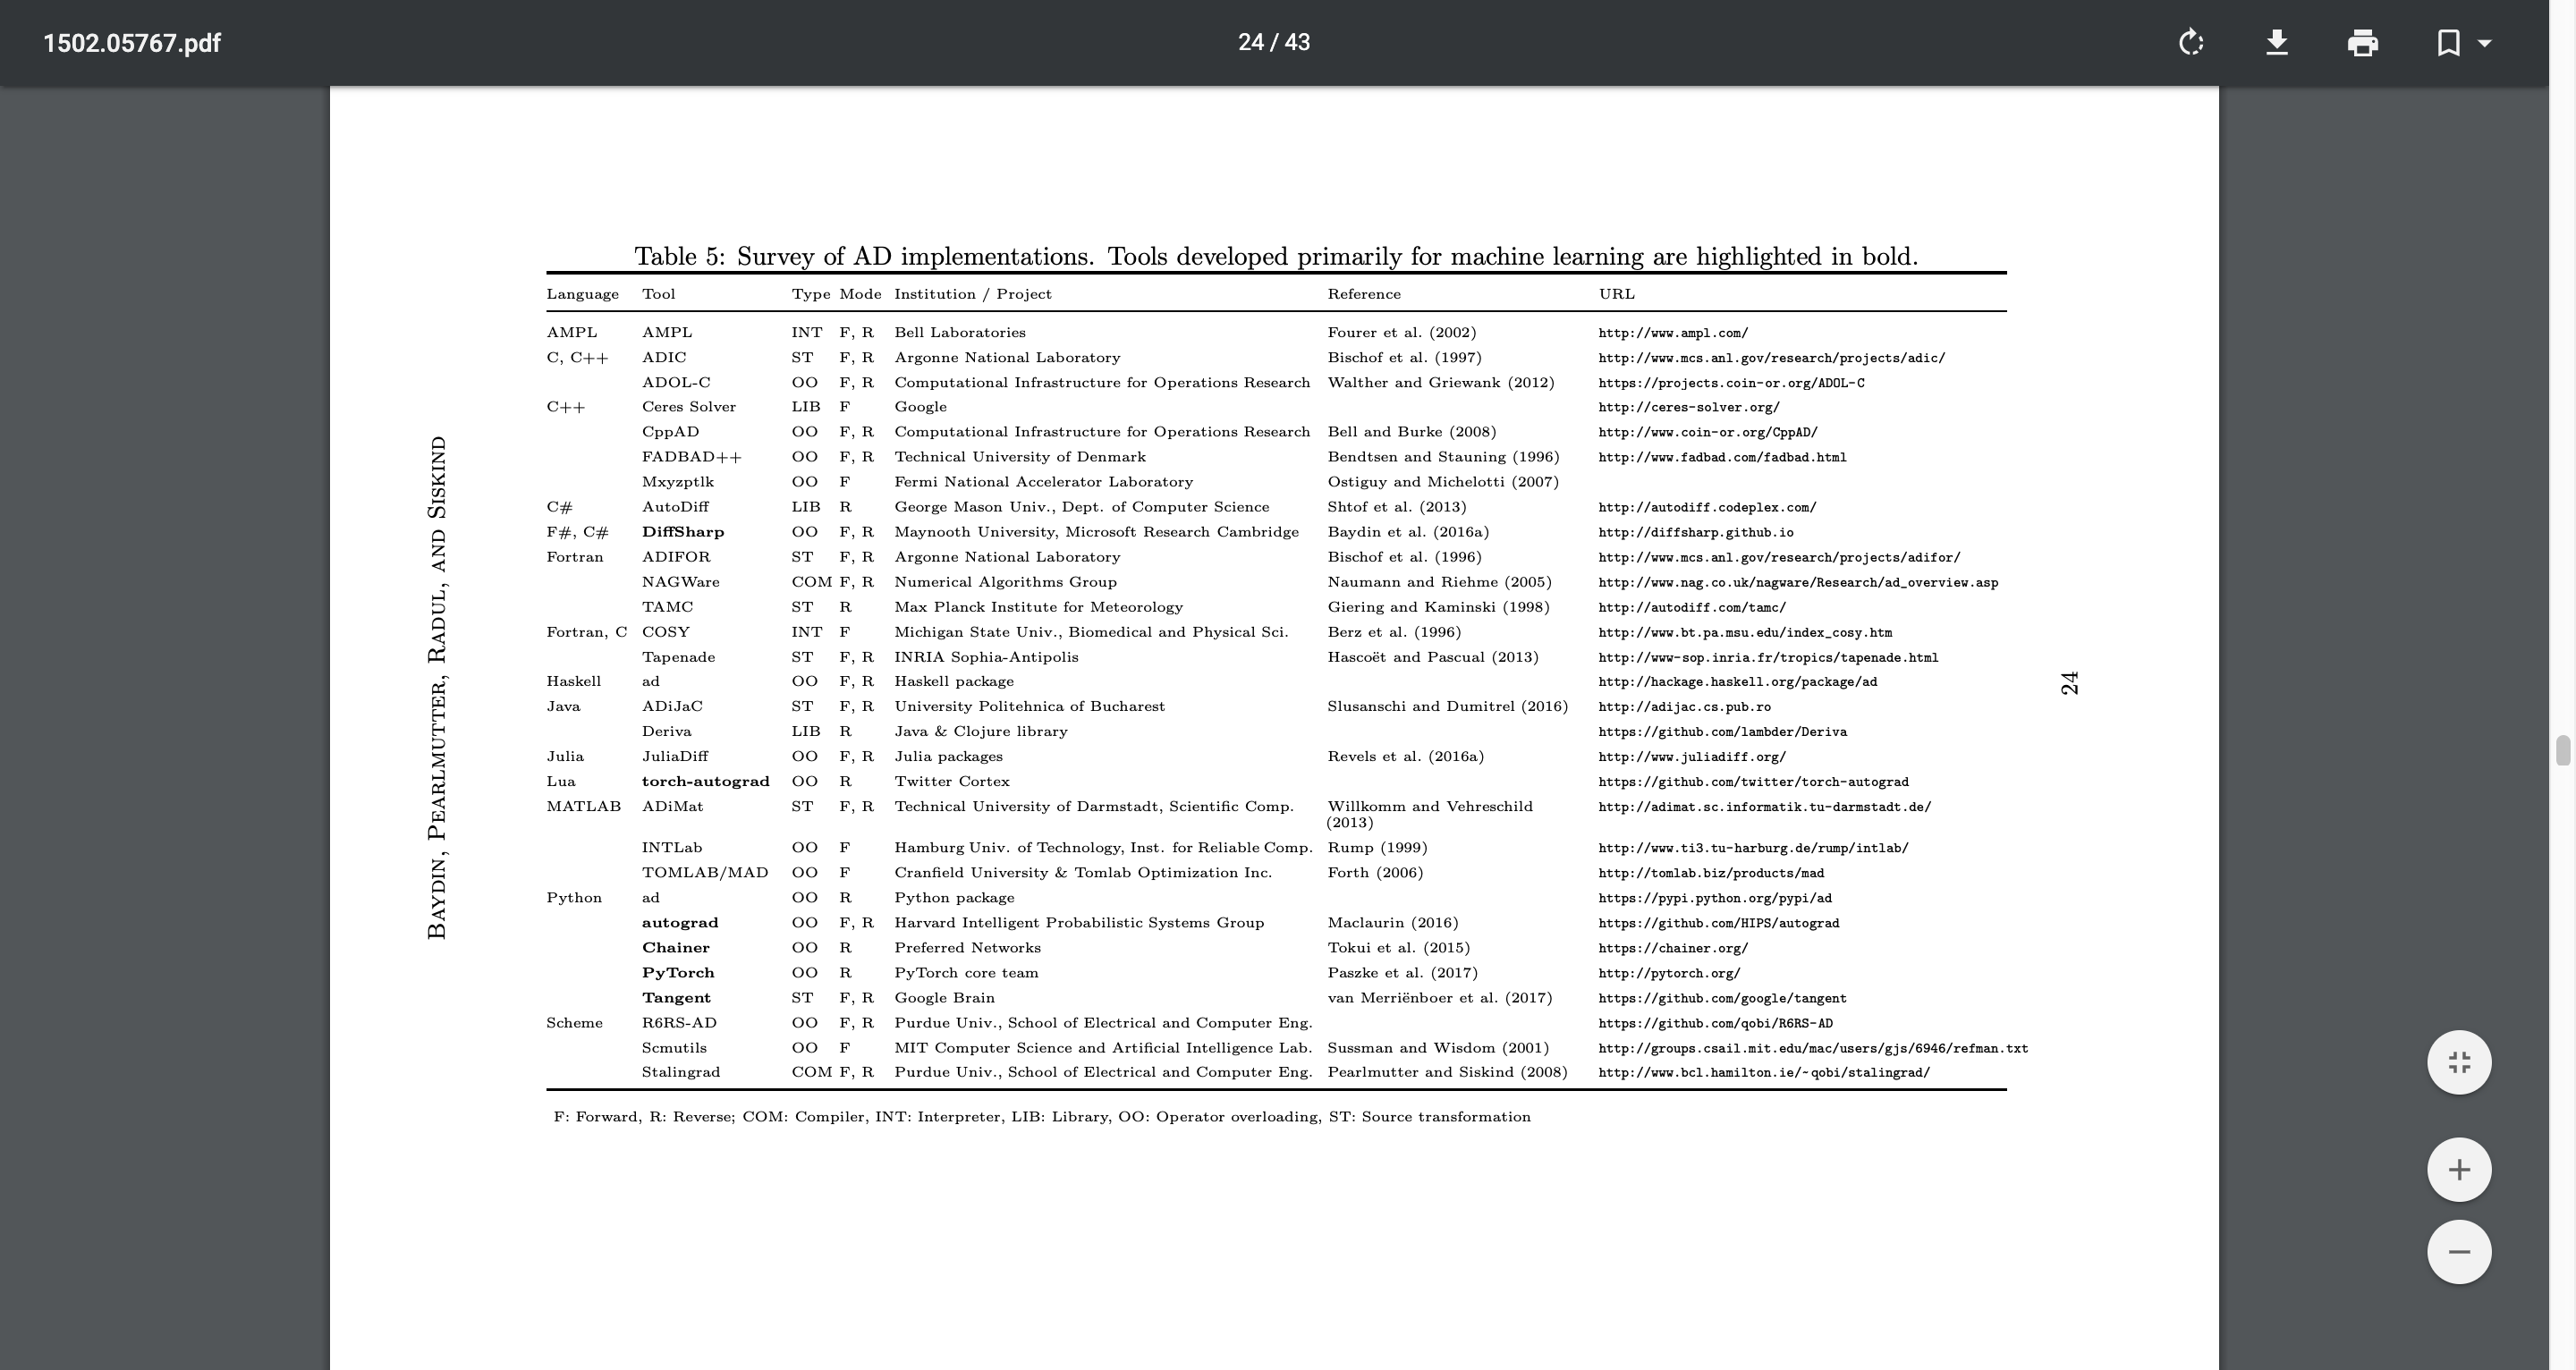 1502.05767.pdf
24 / 43
BAYDIN, PEARLMUTTER, RADUL, AND SISKIND
Table 5: Survey of AD implementations. Tools developed primarily for machine learning are highlighted in bold.
Language Tool Type Mode Institution / Project Reference URL
AMPL AMPL INT F, R Bell Laboratories Fourer et al. (2002) http://www.ampl.com/
C, C++ ADIC ST F, R Argonne National Laboratory Bischof et al. (1997) http://www.mcs.anl.gov/research/projects/adic/
ADOL-C OO F, R Computational Infrastructure for Operations Research Walther and Griewank (2012) https://projects.coin-or.org/ADOL-C
C++ Ceres Solver LIB F Google http://ceres-solver.org/
CppAD OO F, R Computational Infrastructure for Operations Research Bell and Burke (2008) http://www.coin-or.org/CppAD/
FADBAD++ OO F, R Technical University of Denmark Bendtsen and Stauning (1996) http://www.fadbad.com/fadbad.html
Mxyzptlk OO F Fermi National Accelerator Laboratory Ostiguy and Michelotti (2007)
C# AutoDiff LIB R George Mason Univ., Dept. of Computer Science Shtof et al. (2013) http://autodiff.codeplex.com/
F#, C# DiffSharp OO F, R Maynooth University, Microsoft Research Cambridge Baydin et al. (2016a) http://diffsharp.github.io
Fortran ADIFOR ST F, R Argonne National Laboratory Bischof et al. (1996) http://www.mcs.anl.gov/research/projects/adifor/
NAGWare COM F, R Numerical Algorithms Group Naumann and Riehme (2005) http://www.nag.co.uk/nagware/Research/ad_overview.asp
TAMC ST R Max Planck Institute for Meteorology Giering and Kaminski (1998) http://autodiff.com/tamc/
Fortran, C COSY INT F Michigan State Univ., Biomedical and Physical Sci. Berz et al. (1996) http://www.bt.pa.msu.edu/index_cosy.htm
Tapenade ST F, R INRIA Sophia-Antipolis Hascoët and Pascual (2013) http://www-sop.inria.fr/tropics/tapenade.html
Haskell ad OO F, R Haskell package http://hackage.haskell.org/package/ad
Java ADiJaC ST F, R University Politehnica of Bucharest Slusanschi and Dumitrel (2016) http://adijac.cs.pub.ro
Deriva LIB R Java & Clojure library https://github.com/lambder/Deriva
Julia JuliaDiff OO F, R Julia packages Revels et al. (2016a) http://www.juliadiff.org/
Lua torch-autograd OO R Twitter Cortex https://github.com/twitter/torch-autograd
MATLAB ADiMat ST F, R Technical University of Darmstadt, Scientific Comp. Willkomm and Vehreschild http://adimat.sc.informatik.tu-darmstadt.de/
(2013)
INTLab OO F Hamburg Univ. of Technology, Inst. for Reliable Comp. Rump (1999) http://www.ti3.tu-harburg.de/rump/intlab/
TOMLAB/MAD OO F Cranfield University & Tomlab Optimization Inc. Forth (2006) http://tomlab.biz/products/mad
Python ad OO R Python package https://pypi.python.org/pypi/ad
autograd OO F, R Harvard Intelligent Probabilistic Systems Group Maclaurin (2016) https://github.com/HIPS/autograd
Chainer OO R Preferred Networks Tokui et al. (2015) https://chainer.org/
PyTorch OO R PyTorch core team Paszke et al. (2017) http://pytorch.org/
Tangent ST F, R Google Brain van Merriënboer et al. (2017) https://github.com/google/tangent
Scheme R6RS-AD OO F, R Purdue Univ., School of Electrical and Computer Eng. https://github.com/qobi/R6RS-AD
Scmutils OO F MIT Computer Science and Artificial Intelligence Lab. Sussman and Wisdom (2001) http://groups.csail.mit.edu/mac/users/gjs/6946/refman.txt
Stalingrad COM F, R Purdue Univ., School of Electrical and Computer Eng. Pearlmutter and Siskind (2008) http://www.bcl.hamilton.ie/~qobi/stalingrad/
F: Forward, R: Reverse; COM: Compiler, INT: Interpreter, LIB: Library, OO: Operator overloading, ST: Source transformation
24